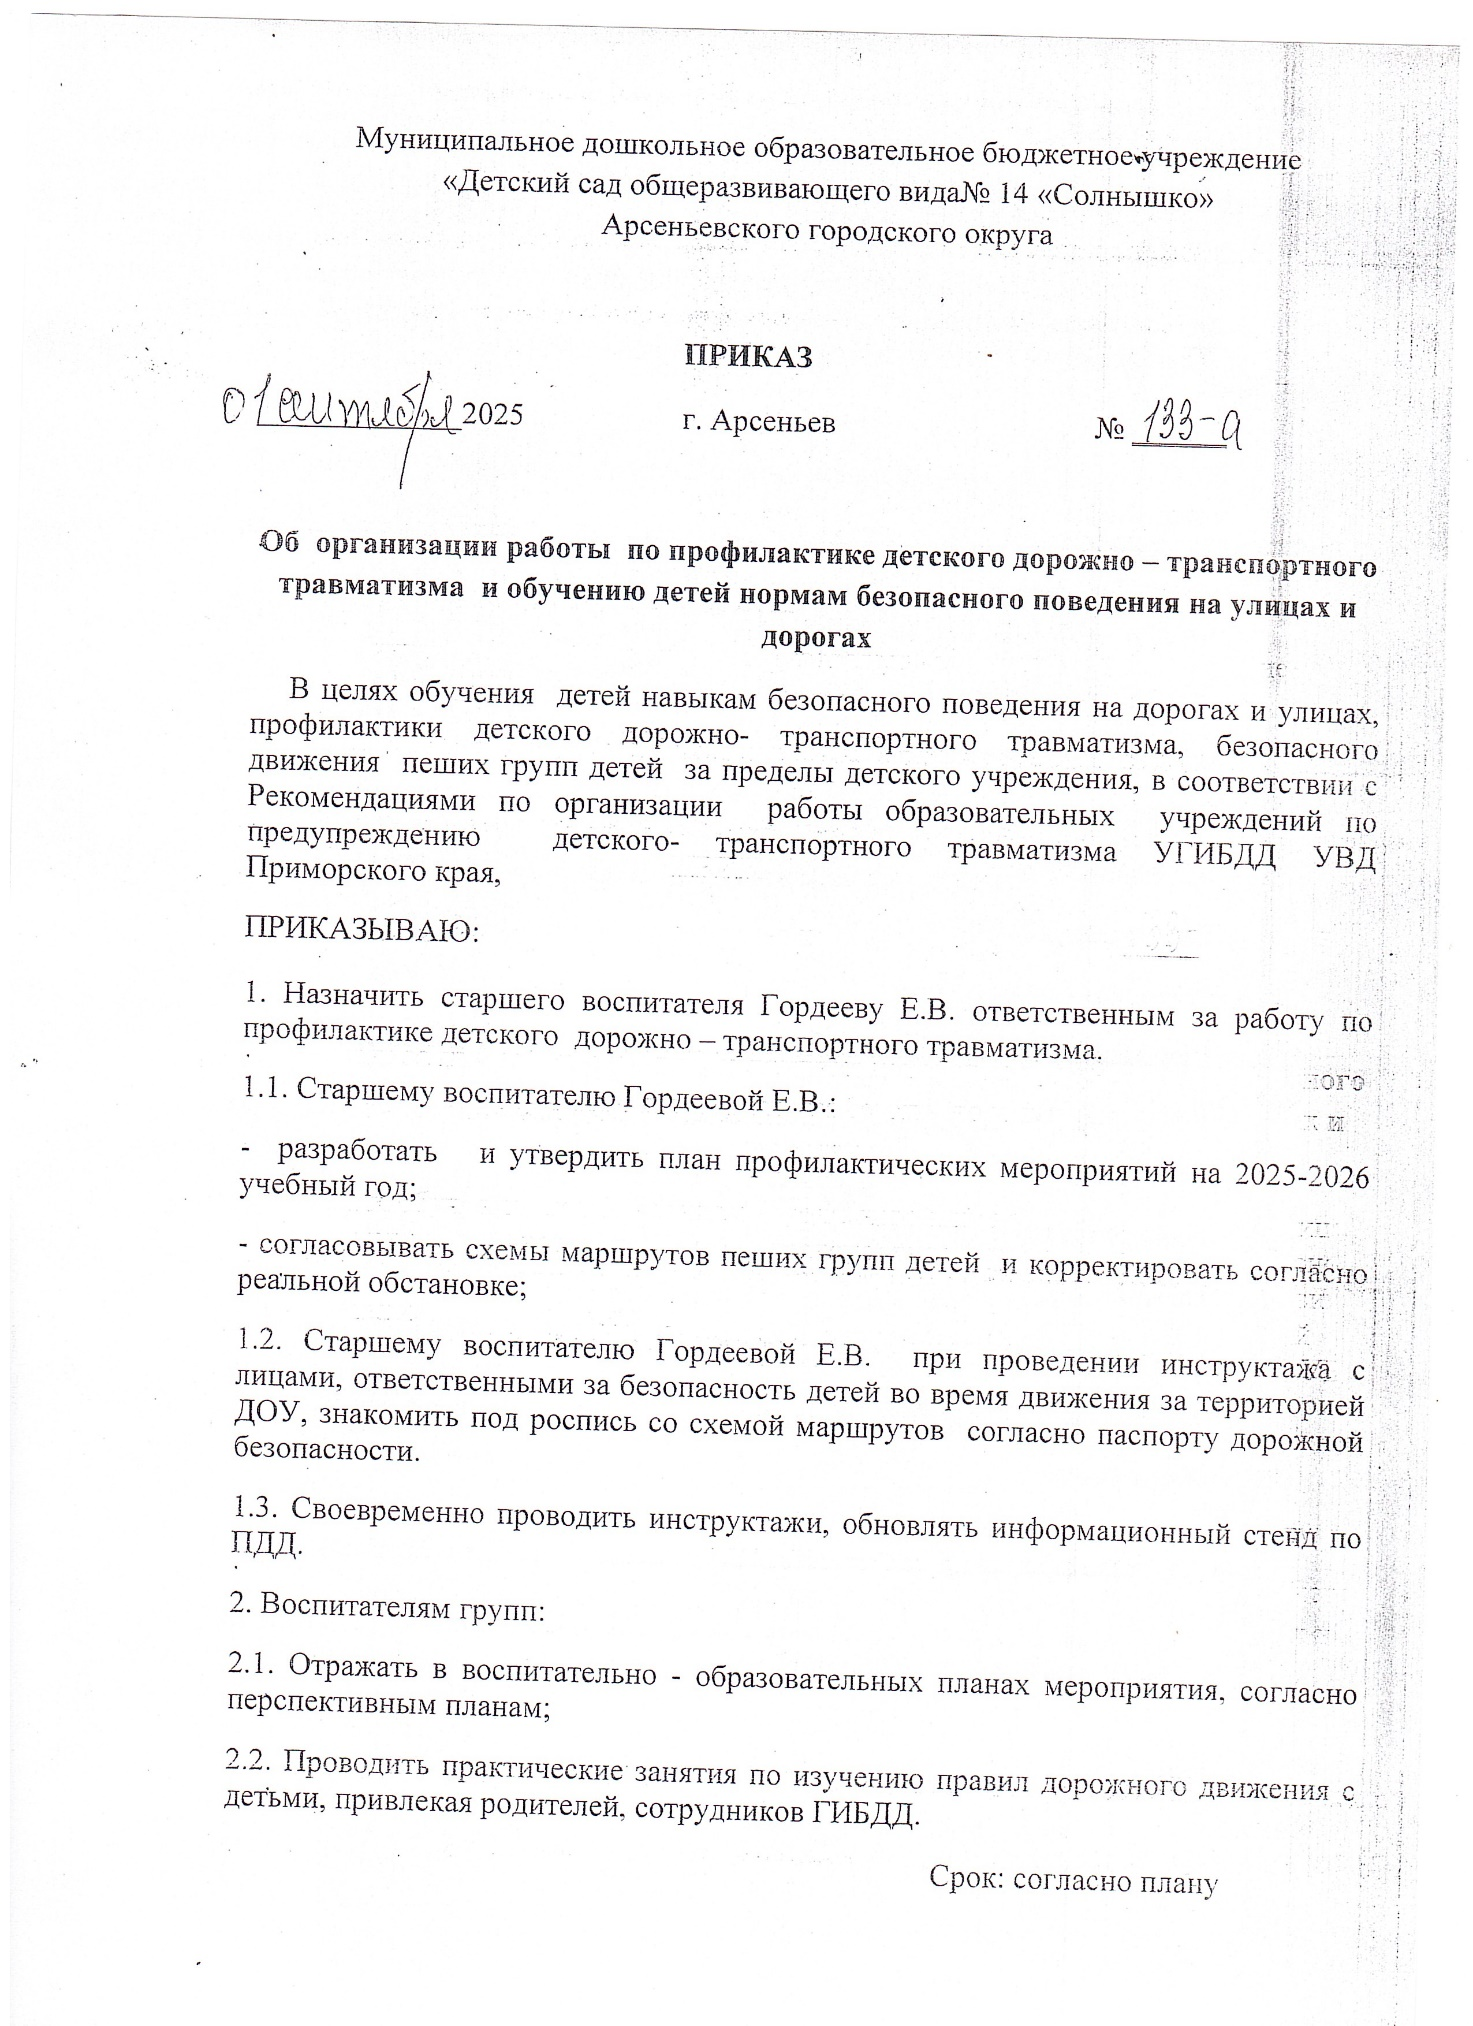 Муниципальное дошкольное образовательное бюджетное учреждение
«Детский сад общеразвивающего вида№ 14 «Солнышко»
Арсеньевского городского округа
ПРИКАЗ
01 сентября 2025 г. Арсеньев № 133-а
Об организации работы по профилактике детского дорожно – транспортного
травматизма и обучению детей нормам безопасного поведения на улицах и
дорогах
В целях обучения детей навыкам безопасного поведения на дорогах и улицах,
профилактики детского дорожно- транспортного травматизма, безопасного
движения пеших групп детей за пределы детского учреждения, в соответствии с
Рекомендациями по организации работы образовательных учреждений по
предупреждению детского- транспортного травматизма УГИБДД УВД
Приморского края,
ПРИКАЗЫВАЮ:
1. Назначить старшего воспитателя Гордееву Е.В. ответственным за работу по
профилактике детского дорожно – транспортного травматизма.
1.1. Старшему воспитателю Гордеевой Е.В.:
- разработать и утвердить план профилактических мероприятий на 2025-2026
учебный год;
- согласовывать схемы маршрутов пеших групп детей и корректировать согласно
реальной обстановке;
1.2. Старшему воспитателю Гордеевой Е.В. при проведении инструктажа с
лицами, ответственными за безопасность детей во время движения за территорией
ДОУ, знакомить под роспись со схемой маршрутов согласно паспорту дорожной
безопасности.
1.3. Своевременно проводить инструктажи, обновлять информационный стенд по
ПДД.
2. Воспитателям групп:
2.1. Отражать в воспитательно - образовательных планах мероприятия, согласно
перспективным планам;
2.2. Проводить практические занятия по изучению правил дорожного движения с
детьми, привлекая родителей, сотрудников ГИБДД.
Срок: согласно плану